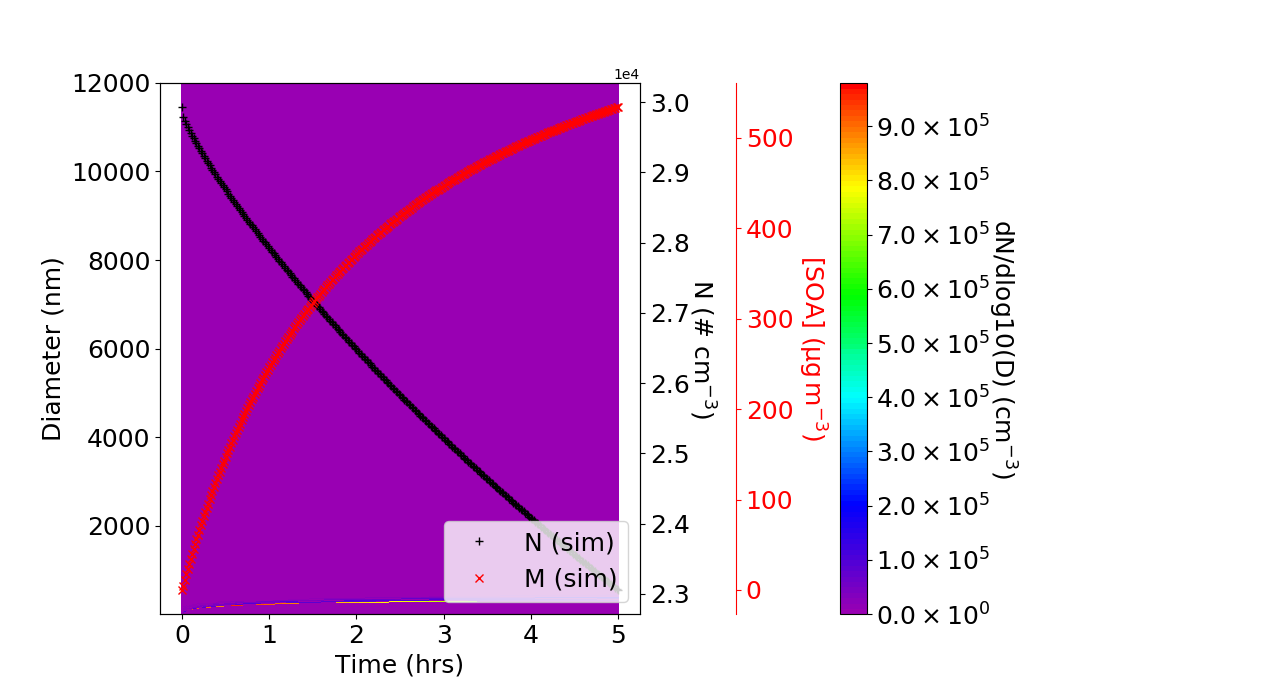 1e4
12000
10000
8000
6000
4000
2000
Diameter (nm)
0 1 2 3 4 5
Time (hrs)
3.0
2.9
2.8
2.7
2.6
2.5
2.4
2.3
N (# cm⁻³)
500
400
300
200
100
0
[SOA] (µg m⁻³)
9.0 × 10⁵
8.0 × 10⁵
7.0 × 10⁵
6.0 × 10⁵
5.0 × 10⁵
4.0 × 10⁵
3.0 × 10⁵
2.0 × 10⁵
1.0 × 10⁵
0.0 × 10⁰
dN/dlog10(D) (cm⁻³)
N (sim)
M (sim)